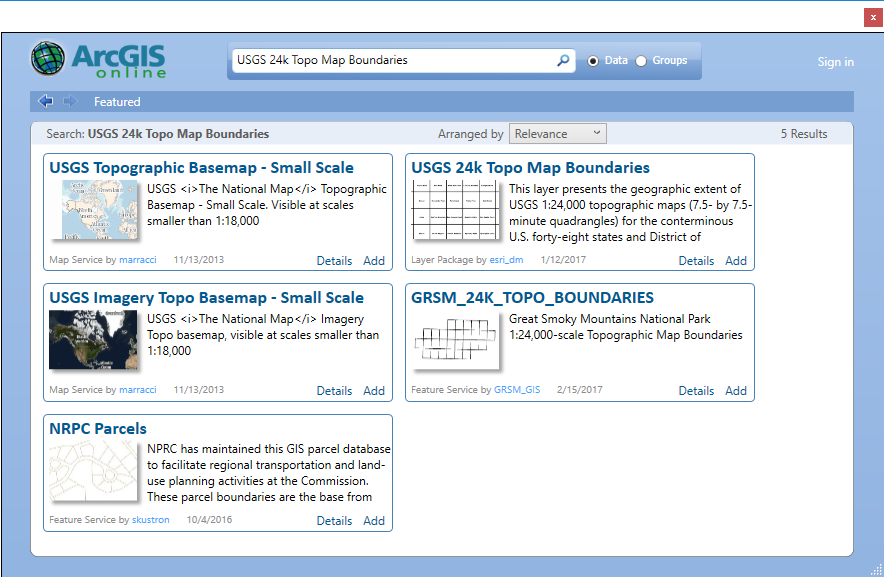 x
ArcGIS
online
USGS 24k Topo Map Boundaries
Data
Groups
Sign in
Featured
Search: USGS 24k Topo Map Boundaries
Arranged by
Relevance
5 Results
USGS Topographic Basemap - Small Scale
USGS <i>The National Map</i> Topographic
Basemap - Small Scale. Visible at scales
smaller than 1:18,000
Map Service by marracci 11/13/2013
Details Add
USGS 24k Topo Map Boundaries
This layer presents the geographic extent of
USGS 1:24,000 topographic maps (7.5- by 7.5-
minute quadrangles) for the conterminous
U.S. forty-eight states and District of
Layer Package by esri_dm 1/12/2017
Details Add
USGS Imagery Topo Basemap - Small Scale
USGS <i>The National Map</i> Imagery
Topo basemap, visible at scales smaller than
1:18,000
Map Service by marracci 11/13/2013
Details Add
GRSM_24K_TOPO_BOUNDARIES
Great Smoky Mountains National Park
1:24,000-scale Topographic Map Boundaries
Feature Service by GRSM_GIS 2/15/2017
Details Add
NRPC Parcels
NPRC has maintained this GIS parcel database
to facilitate regional transportation and land-
use planning activities at the Commission.
These parcel boundaries are the base from
Feature Service by skustron 10/4/2016
Details Add